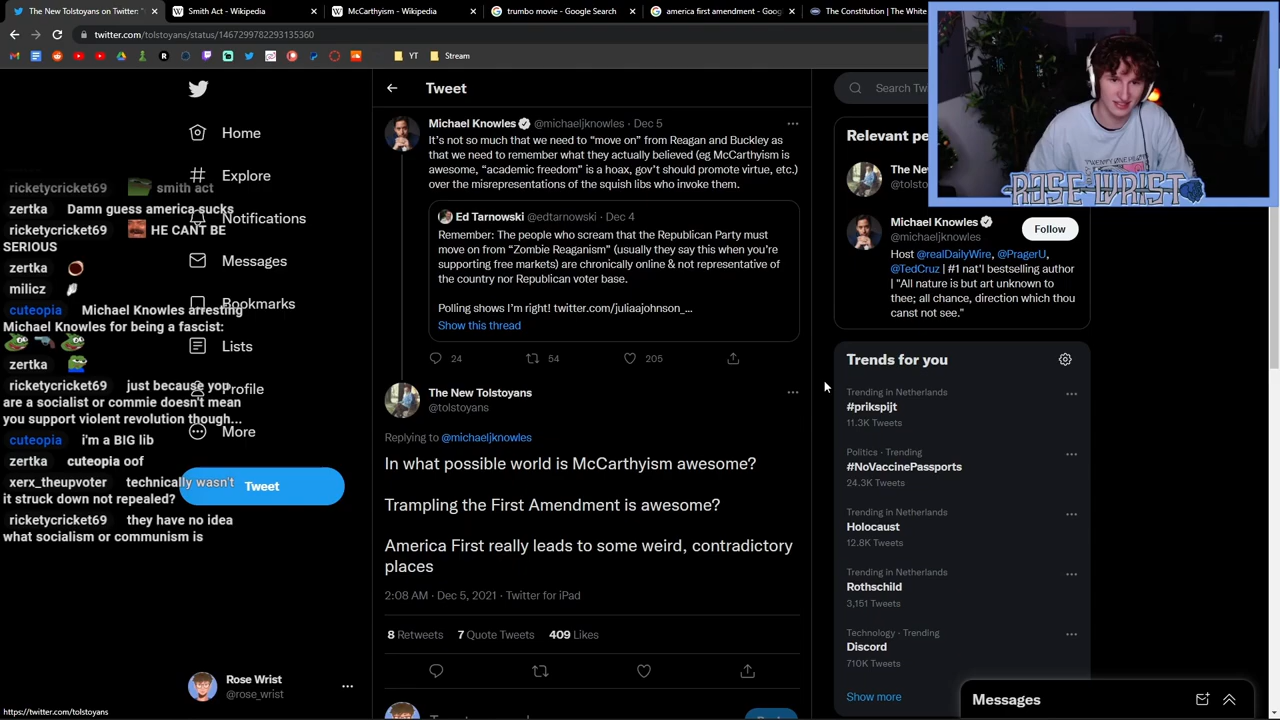 The New Tolstoyans on Twitter: "
Smith Act - Wikipedia
McCarthyism - Wikipedia
trumbo movie - Google Search
america first amendment - Goog
The Constitution | The White
twitter.com/tolstoyans/status/1467299782293135360
YT
Stream
Home
Explore
Notifications
Messages
Bookmarks
Lists
Profile
More
Tweet
Rose Wrist
@rose_wrist
https://twitter.com/tolstoyans
ricketycricket69 smith act
zertka Damn guess america sucks
ricketycricket69 HE CANT BE
SERIOUS
zertka
milicz
cuteopia Michael Knowles arresting
Michael Knowles for being a fascist:
zertka
ricketycricket69 just because you
are a socialist or commie doesn't mean
you support violent revolution though...
cuteopia i'm a BIG lib
zertka cuteopia oof
xerx_theupvoter technically wasn't
it struck down not repealed?
ricketycricket69 they have no idea
what socialism or communism is
Tweet
Michael Knowles @michaeljknowles · Dec 5
It's not so much that we need to “move on” from Reagan and Buckley as
that we need to remember what they actually believed (eg McCarthyism is
awesome, “academic freedom” is a hoax, gov't should promote virtue, etc.)
over the misrepresentations of the squish libs who invoke them.
Ed Tarnowski @edtarnowski · Dec 4
Remember: The people who scream that the Republican Party must
move on from “Zombie Reaganism” (usually they say this when you're
supporting free markets) are chronically online & not representative of
the country nor Republican voter base.
Polling shows I'm right! twitter.com/juliaajohnson_...
Show this thread
24
54
205
The New Tolstoyans
@tolstoyans
Replying to @michaeljknowles
In what possible world is McCarthyism awesome?
Trampling the First Amendment is awesome?
America First really leads to some weird, contradictory
places
2:08 AM · Dec 5, 2021 · Twitter for iPad
8 Retweets 7 Quote Tweets 409 Likes
Search Tw
Relevant pe
The Ne
@tolsto
Michael Knowles
@michaeljknowles
Follow
Host @realDailyWire, @PragerU,
@TedCruz | #1 nat'l bestselling author
| "All nature is but art unknown to
thee; all chance, direction which thou
canst not see."
Trends for you
Trending in Netherlands
#prikspijt
11.3K Tweets
Politics · Trending
#NoVaccinePassports
24.3K Tweets
Trending in Netherlands
Holocaust
12.8K Tweets
Trending in Netherlands
Rothschild
3,151 Tweets
Technology · Trending
Discord
710K Tweets
Show more
Messages
ROSE WRIST